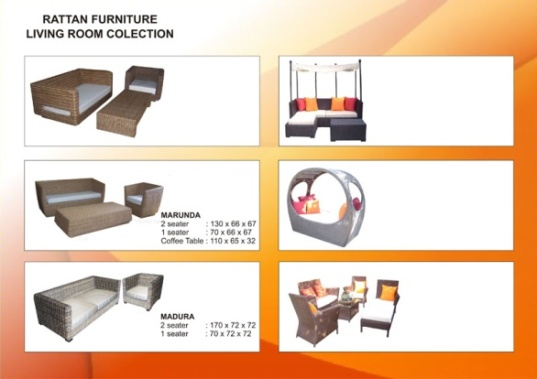 RATTAN FURNITURE
LIVING ROOM COLECTION
MARUNDA
2 seater : 130 x 66 x 67
1 seater : 70 x 66 x 67
Coffee Table : 110 x 65 x 32
MADURA
2 seater : 170 x 72 x 72
1 seater : 70 x 72 x 72